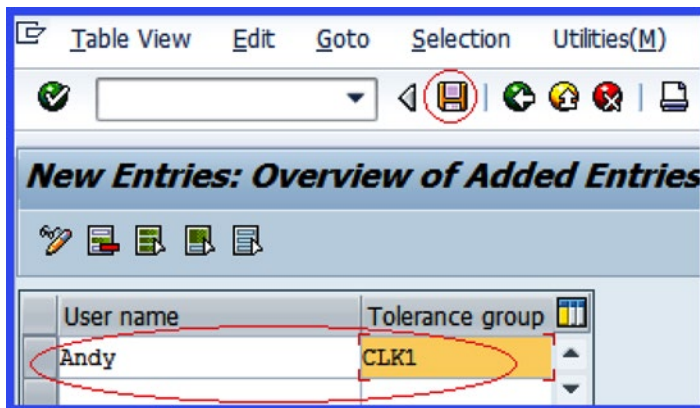 Table View Edit Goto Selection Utilities(M)
New Entries: Overview of Added Entries
User name Tolerance group
Andy CLK1